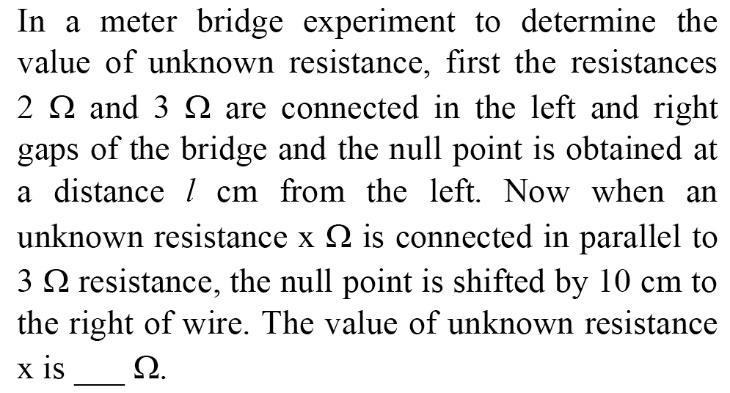 In a meter bridge experiment to determine the
value of unknown resistance, first the resistances
2 Ω and 3 Ω are connected in the left and right
gaps of the bridge and the null point is obtained at
a distance l cm from the left. Now when an
unknown resistance x Ω is connected in parallel to
3 Ω resistance, the null point is shifted by 10 cm to
the right of wire. The value of unknown resistance
x is ___ Ω.